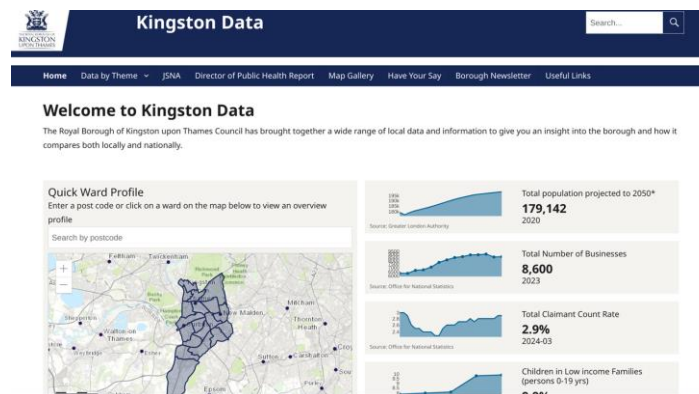 KINGSTON
UPON THAMES
Kingston Data
Search...
Home Data by Theme JSNA Director of Public Health Report Map Gallery Have Your Say Borough Newsletter Useful Links
Welcome to Kingston Data
The Royal Borough of Kingston upon Thames Council has brought together a wide range of local data and information to give you an insight into the borough and how it
compares both locally and nationally.
Quick Ward Profile
Enter a post code or click on a ward on the map below to view an overview
profile
Search by postcode
Feltham Twickenham
Richmond
Park
Mitcham
New Malden
Thornton
Heath
Walton-on
Thames
Weybridge
Esher
Sutton Carshalton
Epsom
Total population projected to 2050*
179,142
2020
Source: Greater London Authority
Total Number of Businesses
8,600
2023
Source: Office for National Statistics
Total Claimant Count Rate
2.9%
2024-03
Source: Office for National Statistics
Children in Low income Families
(persons 0-19 yrs)